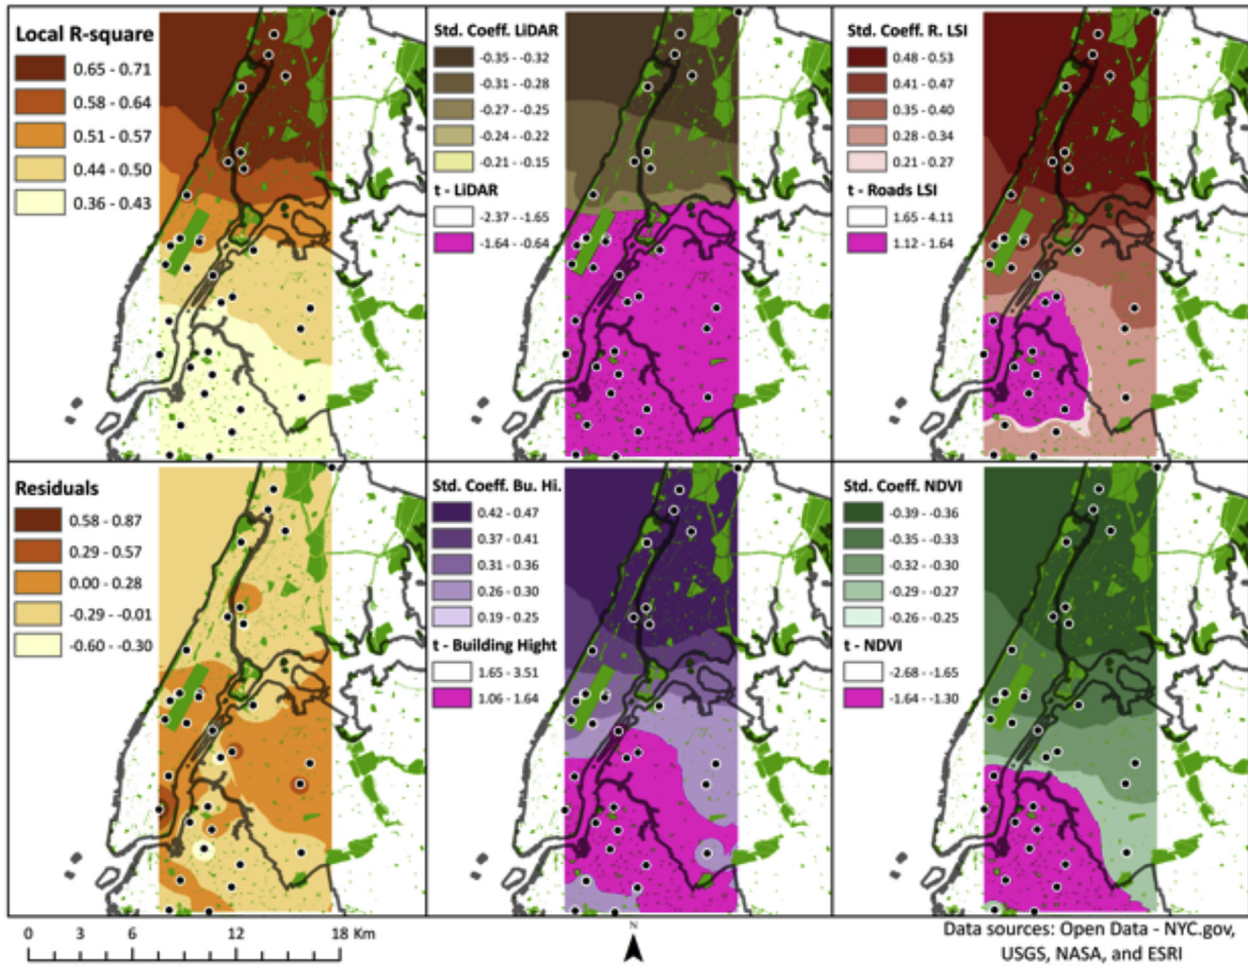 Local R-square
0.65 - 0.71
0.58 - 0.64
0.51 - 0.57
0.44 - 0.50
0.36 - 0.43
Std. Coeff. LiDAR
-0.35 - -0.32
-0.31 - -0.28
-0.27 - -0.25
-0.24 - -0.22
-0.21 - -0.15
t - LiDAR
-2.37 - -1.65
-1.64 - -0.64
Std. Coeff. R. LSI
0.48 - 0.53
0.41 - 0.47
0.35 - 0.40
0.28 - 0.34
0.21 - 0.27
t - Roads LSI
1.65 - 4.11
1.12 - 1.64
Residuals
0.58 - 0.87
0.29 - 0.57
0.00 - 0.28
-0.29 - -0.01
-0.60 - -0.30
Std. Coeff. Bu. Hi.
0.42 - 0.47
0.37 - 0.41
0.31 - 0.36
0.26 - 0.30
0.19 - 0.25
t - Building Hight
1.65 - 3.51
1.06 - 1.64
Std. Coeff. NDVI
-0.39 - -0.36
-0.35 - -0.33
-0.32 - -0.30
-0.29 - -0.27
-0.26 - -0.25
t - NDVI
-2.68 - -1.65
-1.64 - -1.30
0 3 6 12 18 Km
N
Data sources: Open Data - NYC.gov,
USGS, NASA, and ESRI